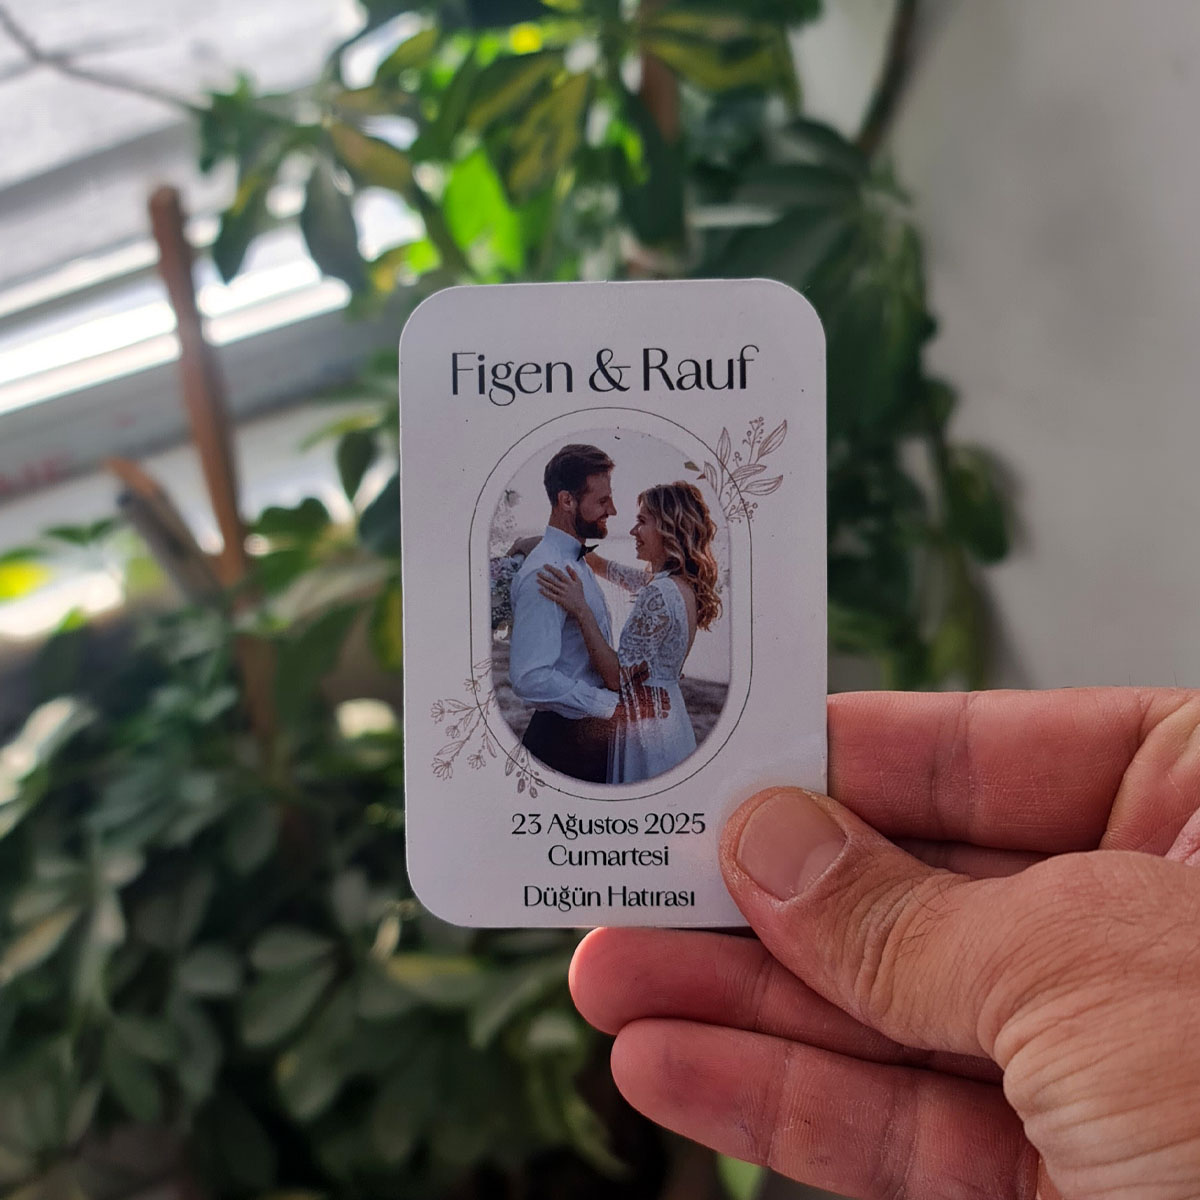 Figen & Rauf
23 Ağustos 2025
Cumartesi
Düğün Hatırası